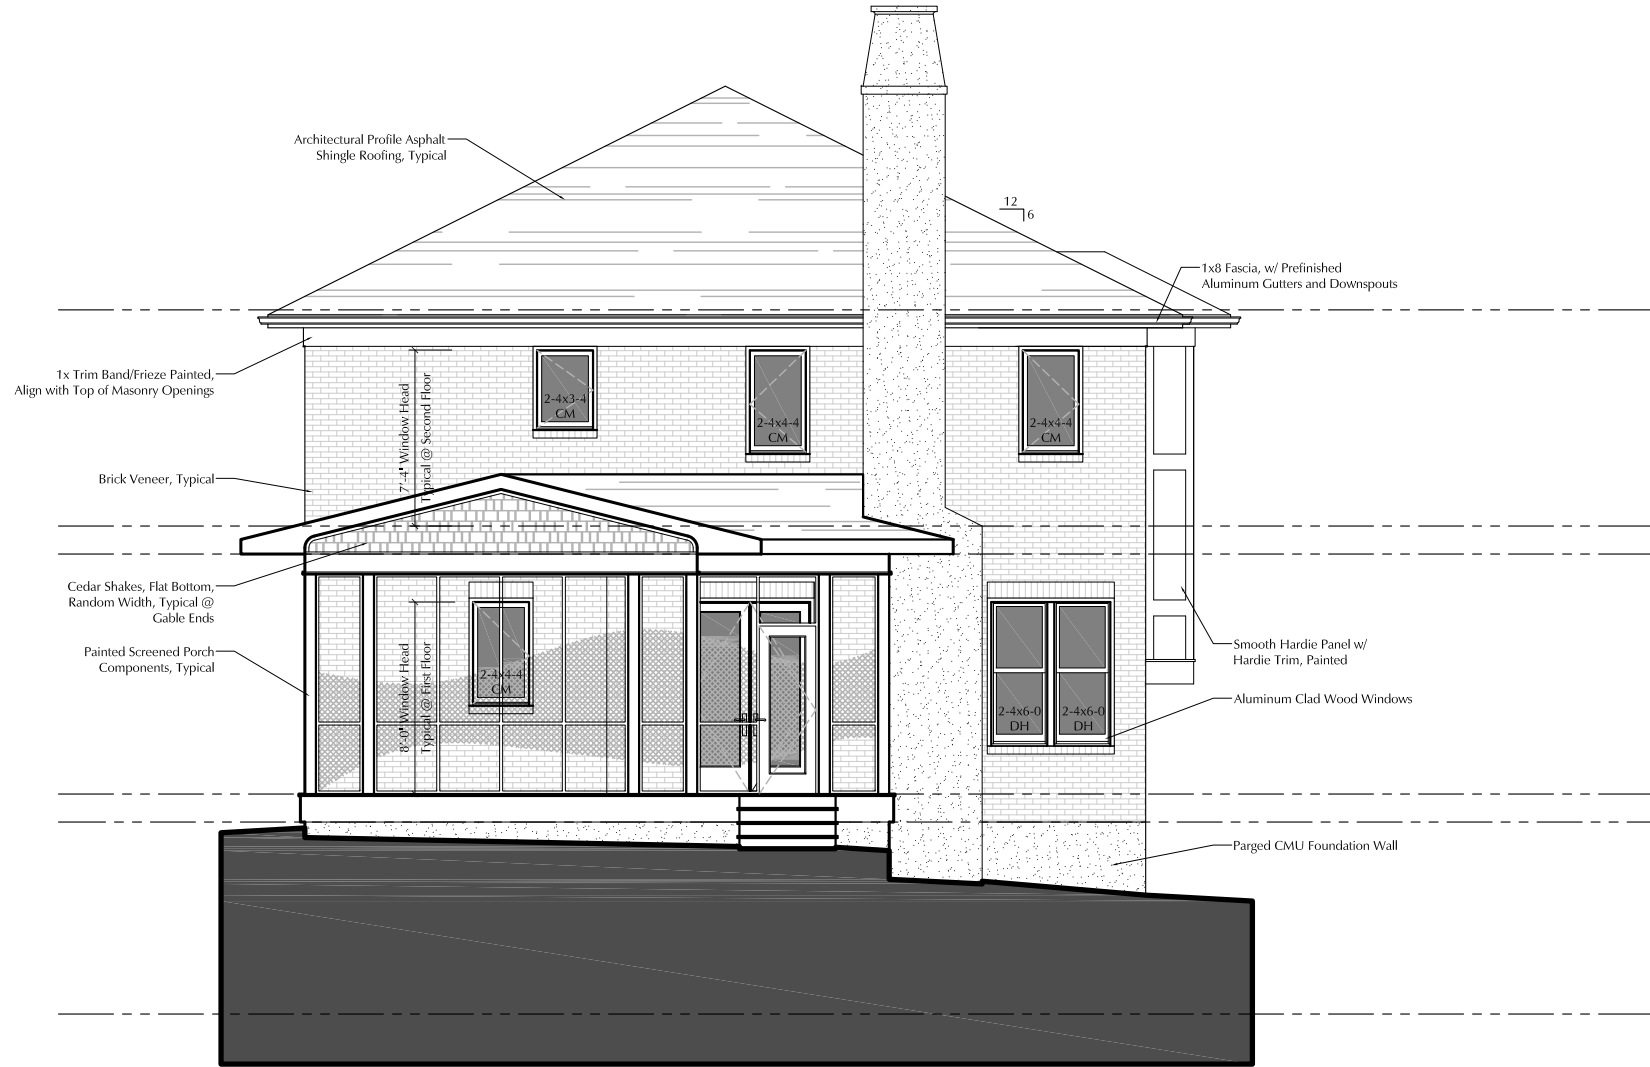 Architectural Profile Asphalt
Shingle Roofing, Typical
12
6
1x8 Fascia, w/ Prefinished
Aluminum Gutters and Downspouts
1x Trim Band/Frieze Painted,
Align with Top of Masonry Openings
7'-4" Window Head
Typical @ Second Floor
2-4x3-4
CM
2-4x4-4
CM
2-4x4-4
CM
Brick Veneer, Typical
Cedar Shakes, Flat Bottom,
Random Width, Typical @
Gable Ends
Painted Screened Porch
Components, Typical
8'-0" Window Head
Typical @ First Floor
2-4x4-4
CM
Smooth Hardie Panel w/
Hardie Trim, Painted
Aluminum Clad Wood Windows
2-4x6-0
DH
2-4x6-0
DH
Parged CMU Foundation Wall